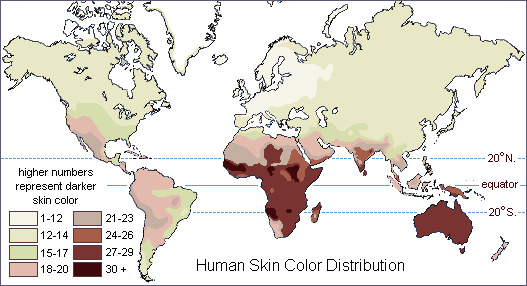 20°N.
higher numbers
represent darker
skin color
equator
1-12
21-23
12-14
24-26
20°S.
15-17
27-29
18-20
30 +
Human Skin Color Distribution